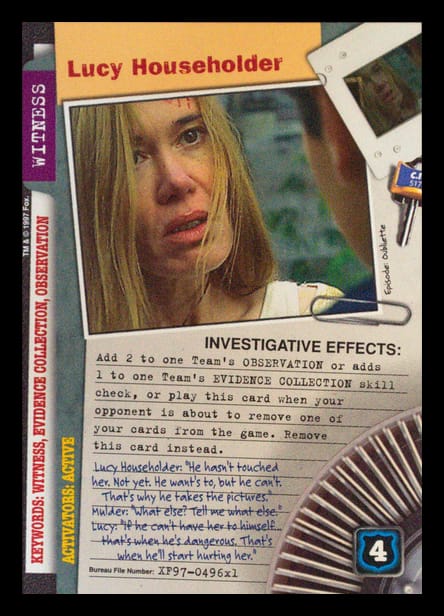 Lucy Householder
WITNESS
TM & © 1997 Fox.
KEYWORDS: WITNESS, EVIDENCE COLLECTION, OBSERVATION
ACTIVATORS: ACTIVE
Episode: Oubliette
INVESTIGATIVE EFFECTS:
Add 2 to one Team's OBSERVATION or adds
1 to one Team's EVIDENCE COLLECTION skill
check, or play this card when your
opponent is about to remove one of
your cards from the game. Remove
this card instead.
Lucy Householder: "He hasn't touched
her. Not yet. He want's to, but he can't.
That's why he takes the pictures."
Mulder: "What else? Tell me what else."
Lucy: "If he can't have her to himself...
that's when he's dangerous. That's
when he'll start hurting her."
Bureau File Number: XF97-0496x1
4